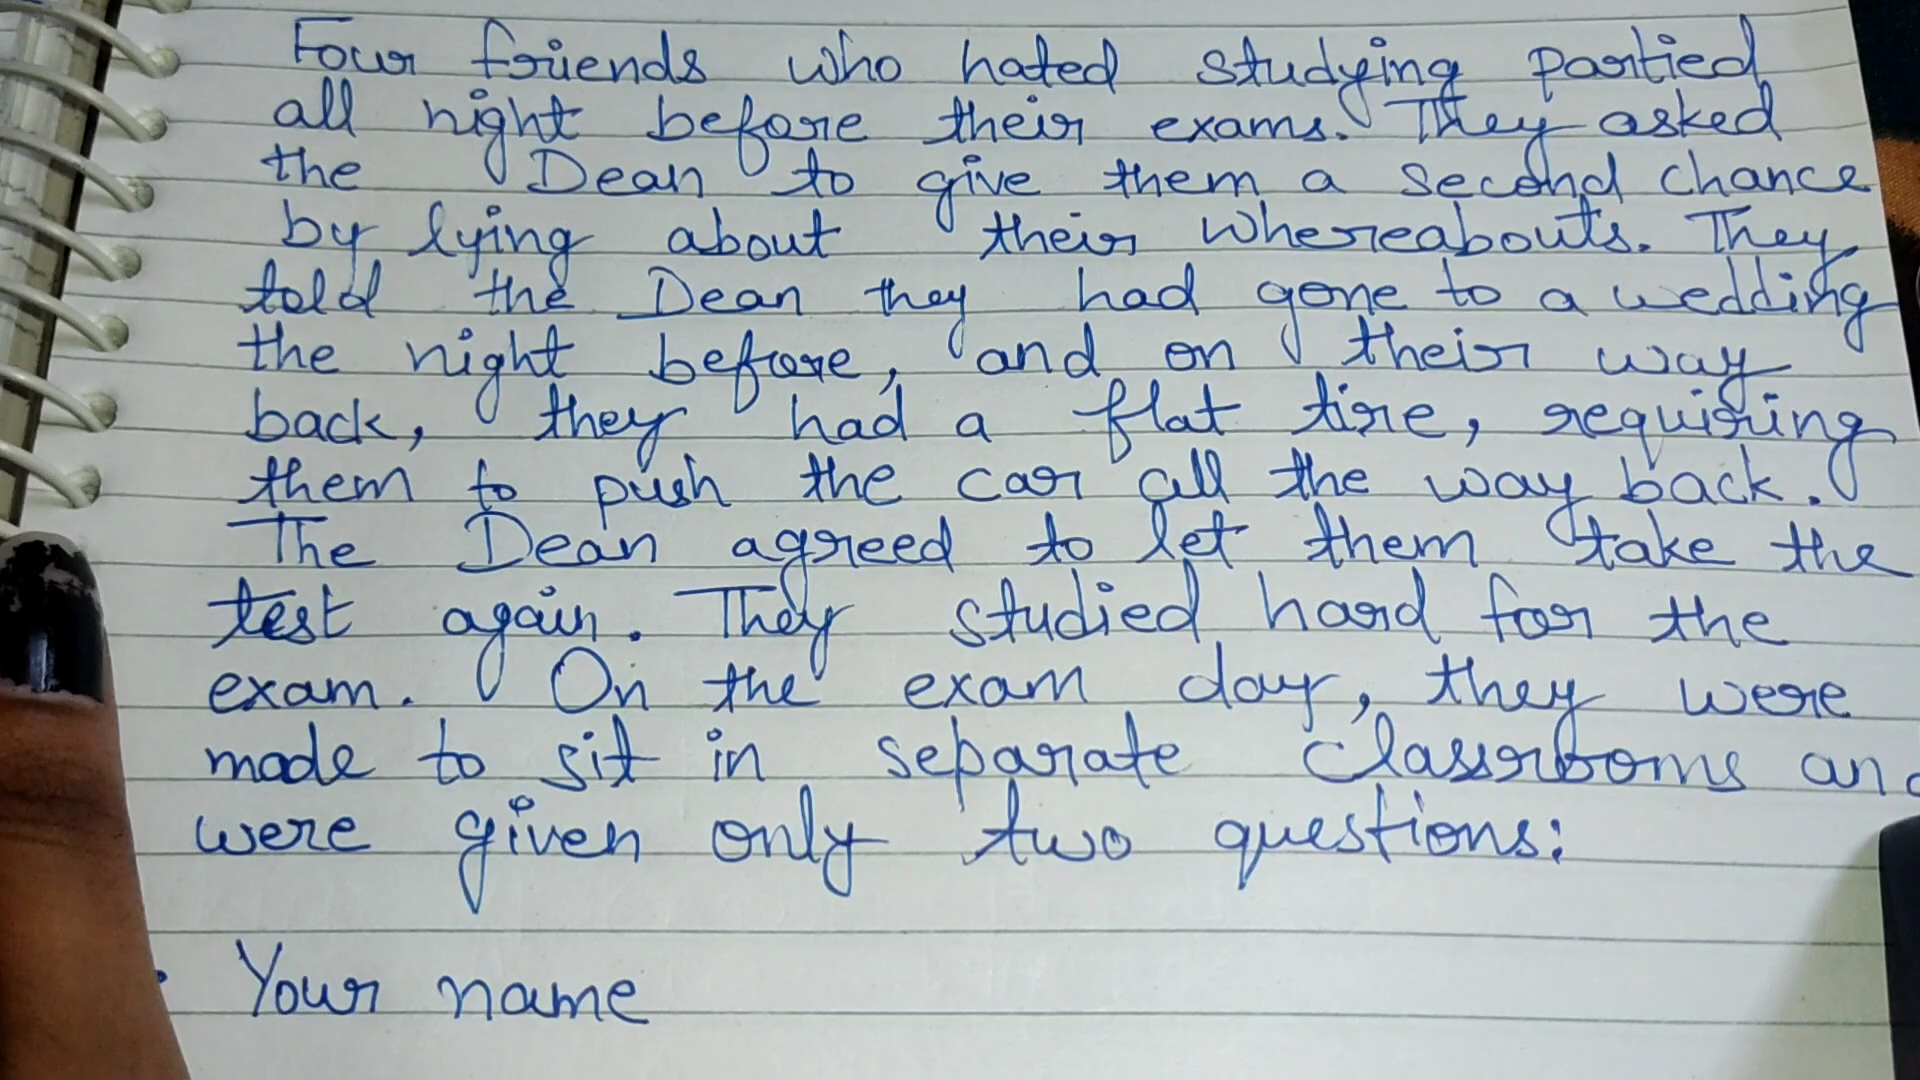 Four friends who hated studying partied
all night before their exams. They asked
the Dean to give them a second chance
by lying about their whereabouts. They
told the Dean they had gone to a wedding
the night before, and on their way
back, they had a flat tire, requiring
them to push the car all the way back.
The Dean agreed to let them take the
test again. They studied hard for the
exam. On the exam day, they were
made to sit in separate classrooms and
were given only two questions:
• Your name